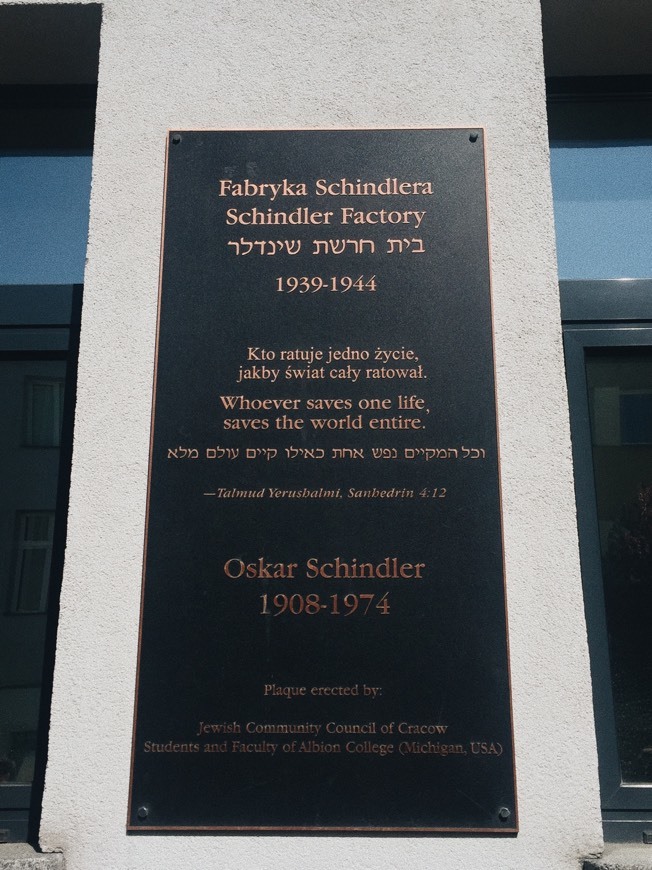 Fabryka Schindlera
Schindler Factory
בית חרשת שינדלר
1939-1944
Kto ratuje jedno życie,
jakby świat cały ratował.
Whoever saves one life,
saves the world entire.
וכל המקיים נפש אחת כאילו קיים עולם מלא
—Talmud Yerushalmi, Sanhedrin 4:12
Oskar Schindler
1908-1974
Plaque erected by:
Jewish Community Council of Cracow
Students and Faculty of Albion College (Michigan, USA)